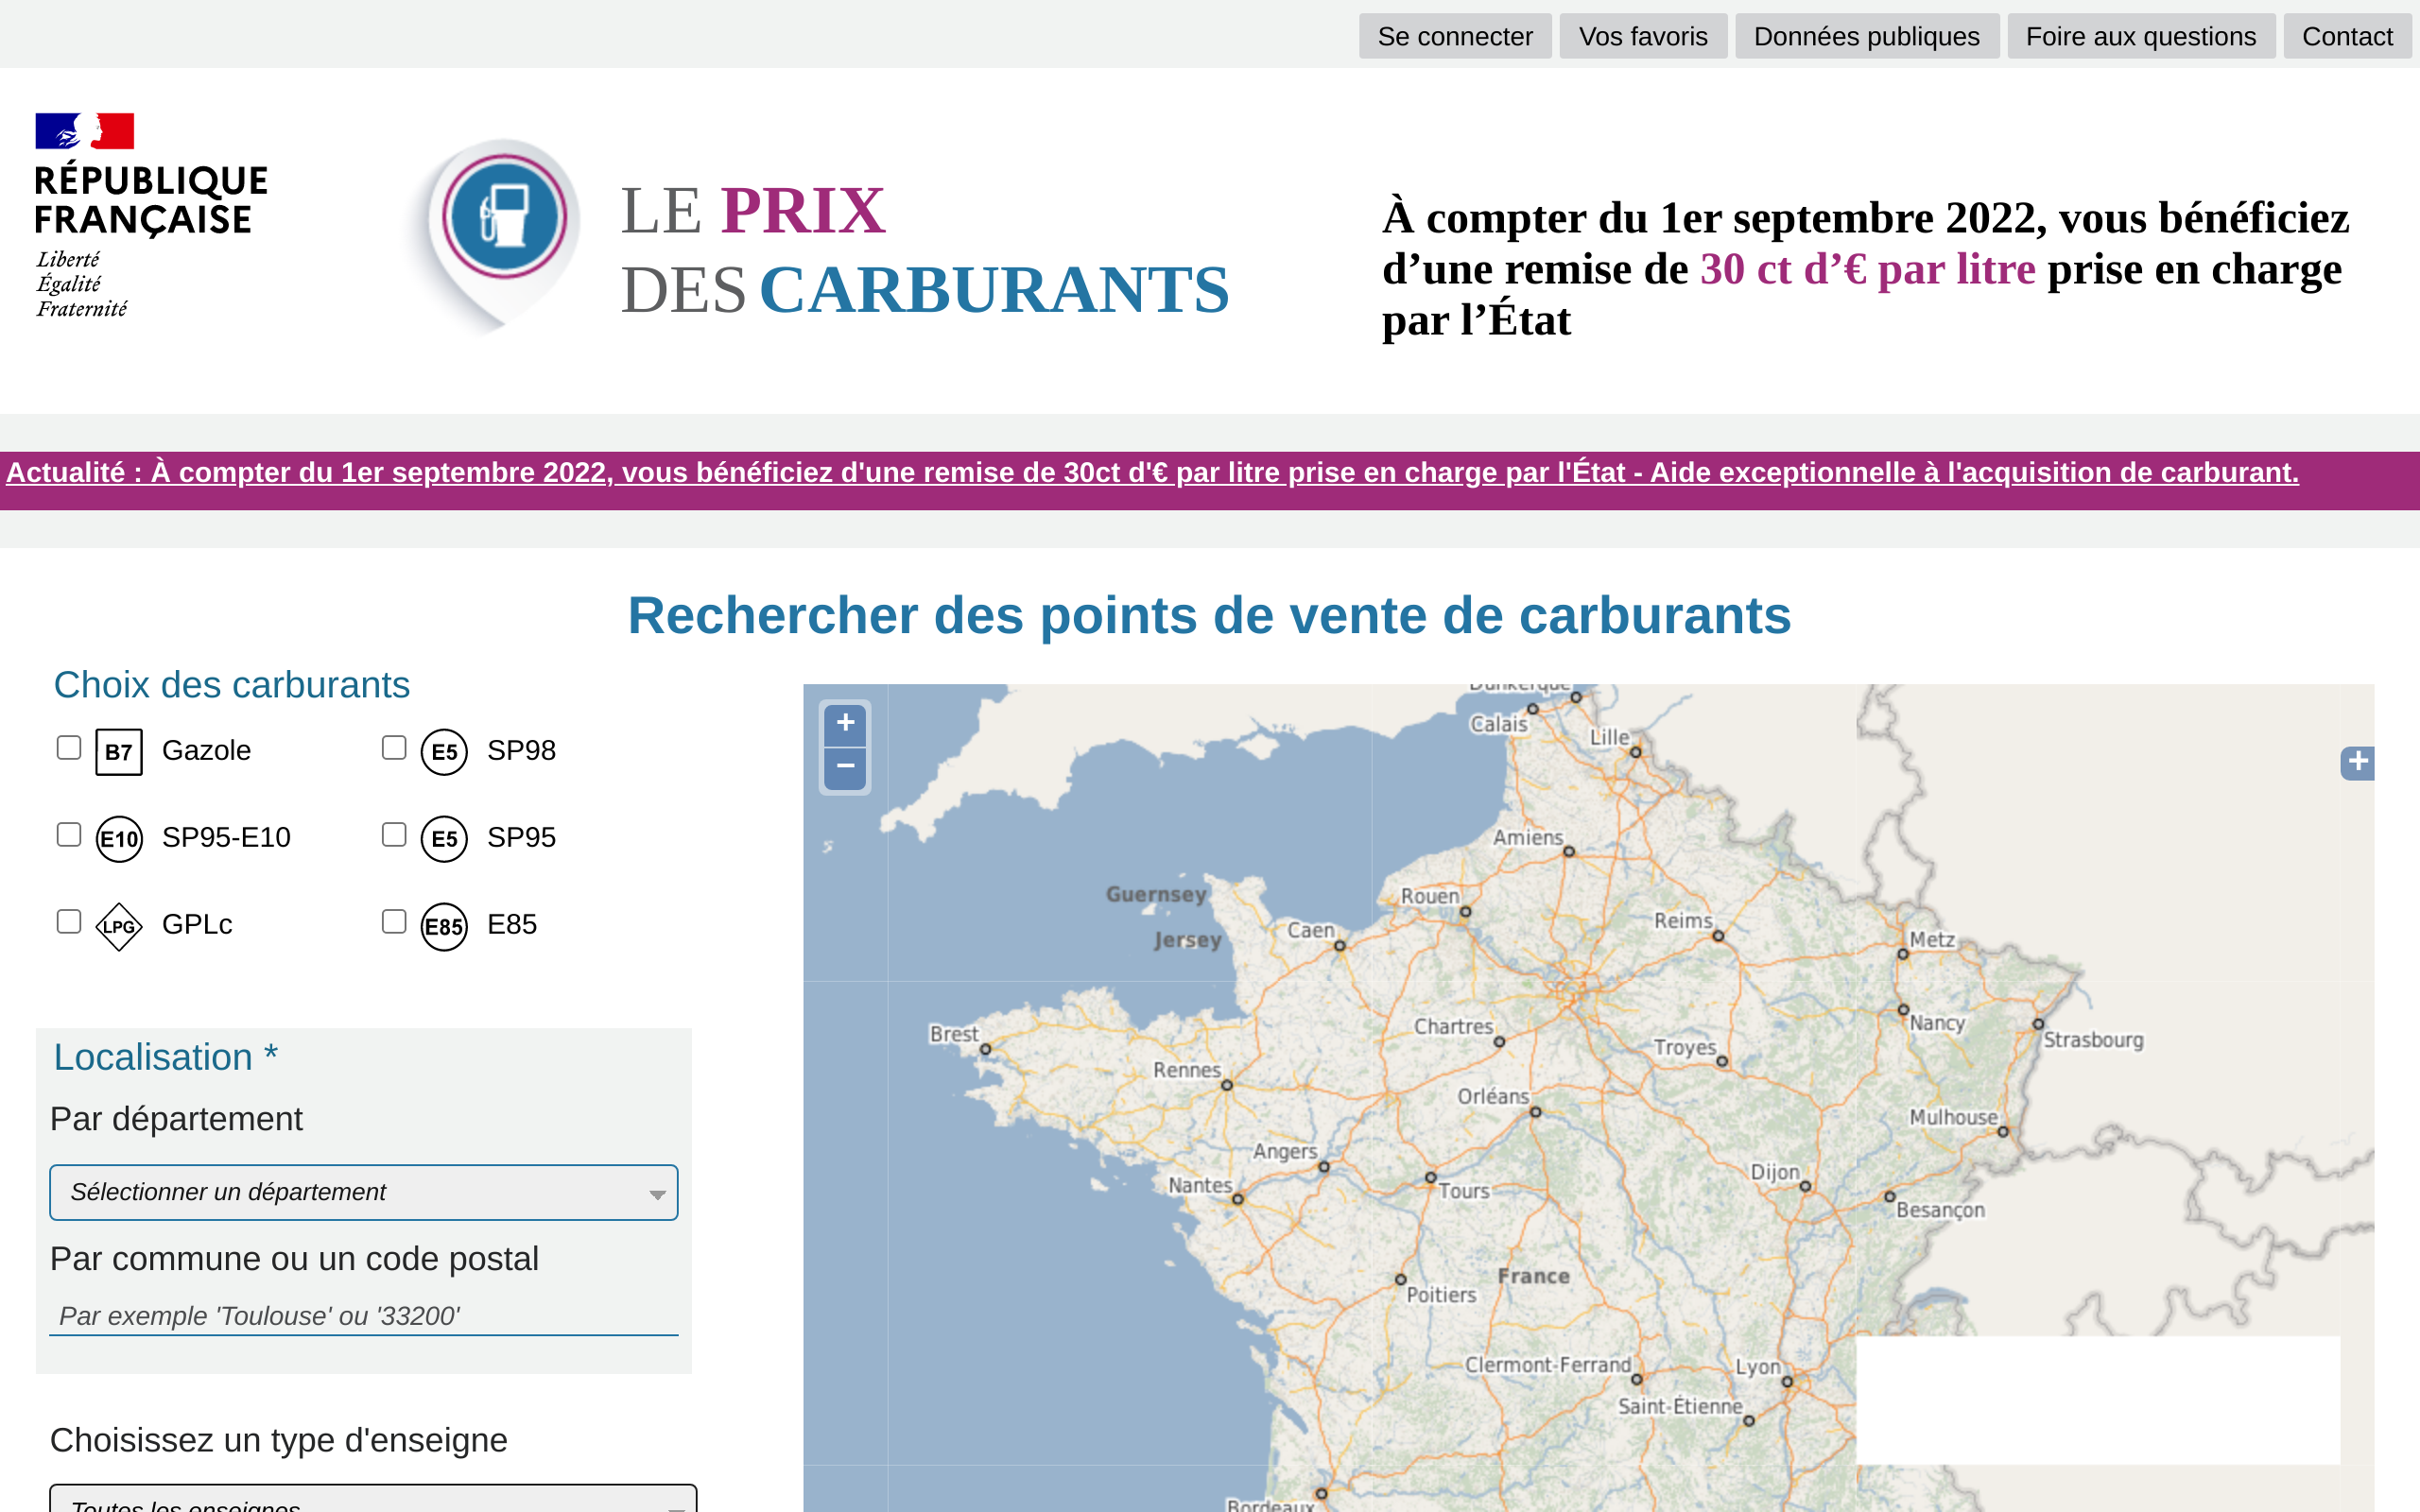 Se connecter
Vos favoris
Données publiques
Foire aux questions
Contact
RÉPUBLIQUE
FRANÇAISE
Liberté
Égalité
Fraternité
LE PRIX
DES CARBURANTS
À compter du 1er septembre 2022, vous bénéficiez
d’une remise de 30 ct d’€ par litre prise en charge
par l’État
Actualité : À compter du 1er septembre 2022, vous bénéficiez d'une remise de 30ct d'€ par litre prise en charge par l'État - Aide exceptionnelle à l'acquisition de carburant.
Rechercher des points de vente de carburants
Choix des carburants
B7 Gazole
E5 SP98
E10 SP95-E10
E5 SP95
LPG GPLc
E85 E85
Localisation *
Par département
Sélectionner un département
Par commune ou un code postal
Par exemple 'Toulouse' ou '33200'
Choisissez un type d'enseigne
Toutes les enseignes
+
−
+
Dunkerque
Calais
Lille
Amiens
Guernsey
Rouen
Reims
Jersey
Caen
Metz
Brest
Chartres
Nancy
Strasbourg
Rennes
Troyes
Orléans
Mulhouse
Angers
Dijon
Nantes
Tours
Besançon
France
Poitiers
Clermont-Ferrand
Lyon
Saint-Étienne
Bordeaux